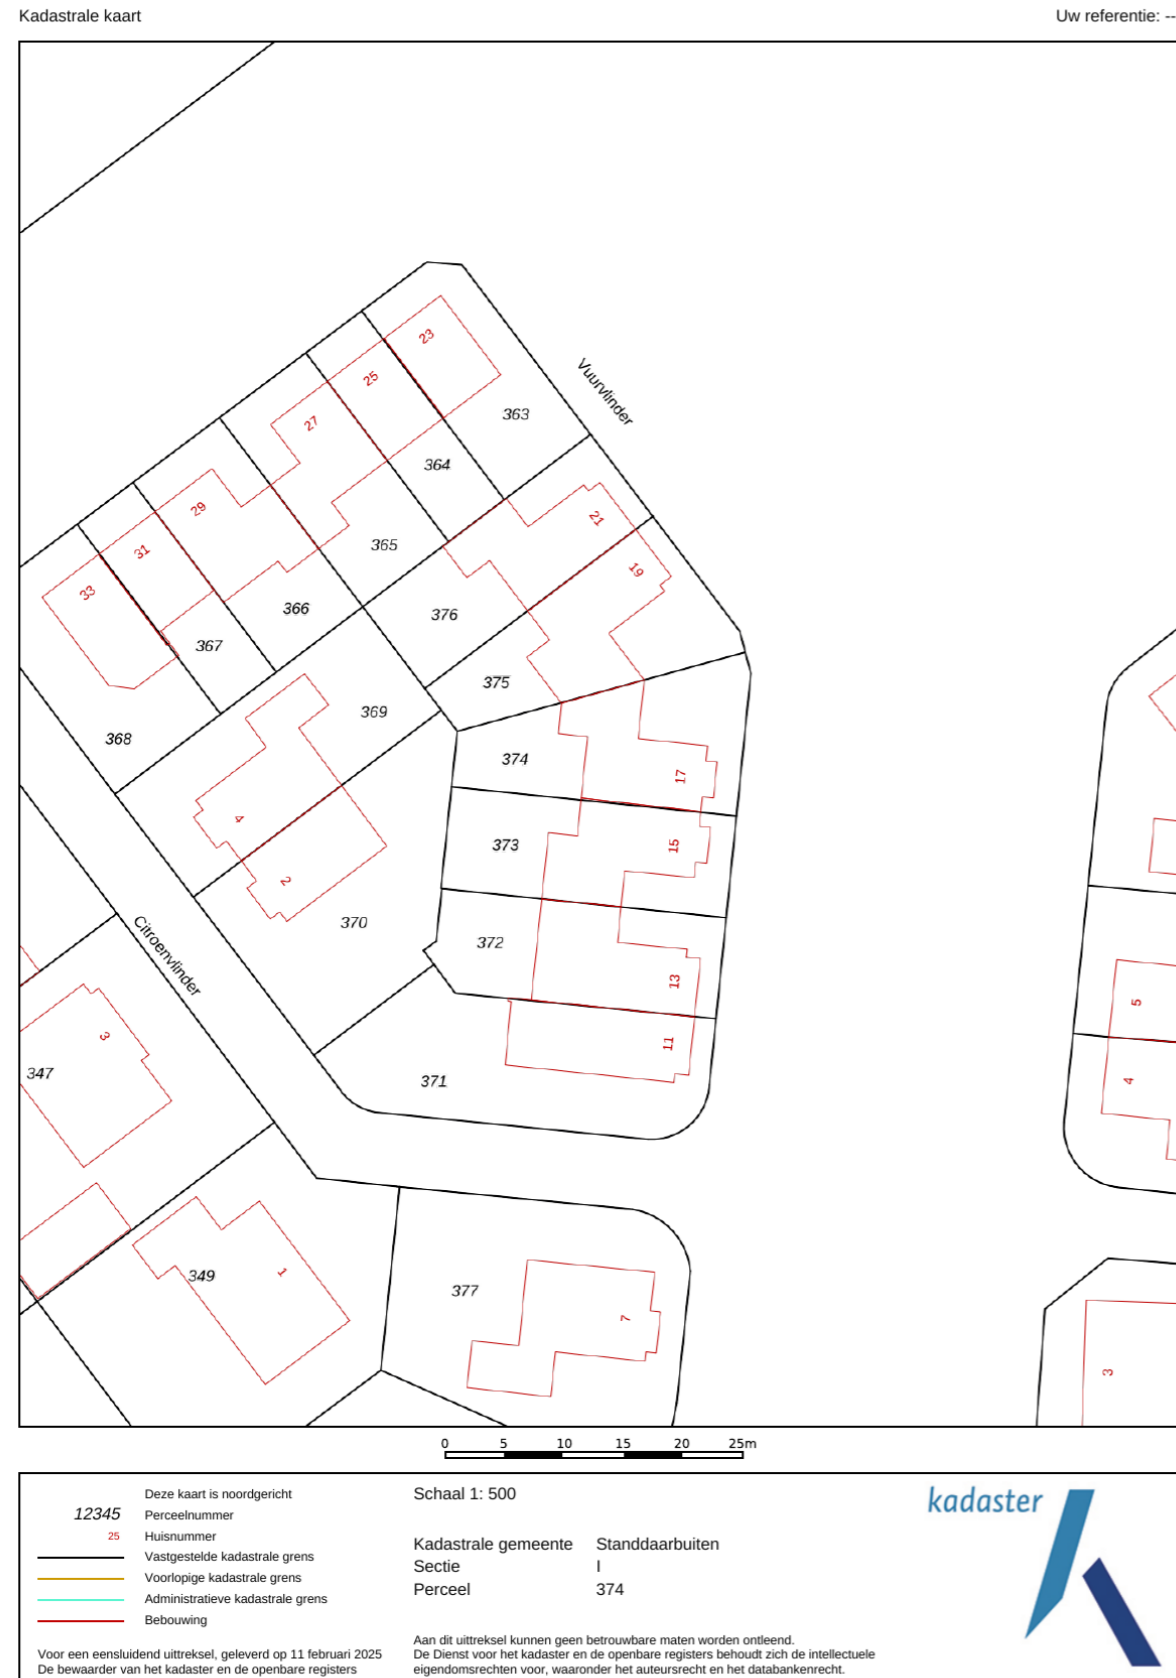 Kadastrale kaart
Uw referentie: --
23
25
Vuurvlinder
27
363
364
29
21
31
365
19
33
366
376
367
375
369
368
374
17
4
373
15
2
370
372
Citroenvlinder
13
5
3
11
347
371
4
349
1
377
7
3
0 5 10 15 20 25m
Deze kaart is noordgericht
12345 Perceelnummer
25 Huisnummer
Vastgestelde kadastrale grens
Voorlopige kadastrale grens
Administratieve kadastrale grens
Bebouwing
Voor een eensluidend uittreksel, geleverd op 11 februari 2025
De bewaarder van het kadaster en de openbare registers
Schaal 1: 500
Kadastrale gemeente Standdaarbuiten
Sectie I
Perceel 374
Aan dit uittreksel kunnen geen betrouwbare maten worden ontleend.
De Dienst voor het kadaster en de openbare registers behoudt zich de intellectuele
eigendomsrechten voor, waaronder het auteursrecht en het databankenrecht.
kadaster